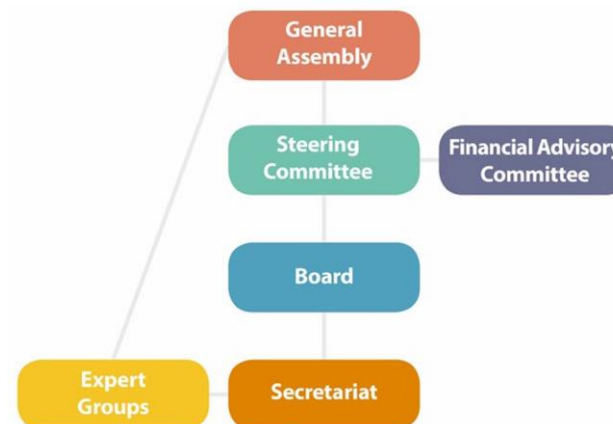 General
Assembly
Steering
Committee
Financial Advisory
Committee
Board
Expert
Groups
Secretariat